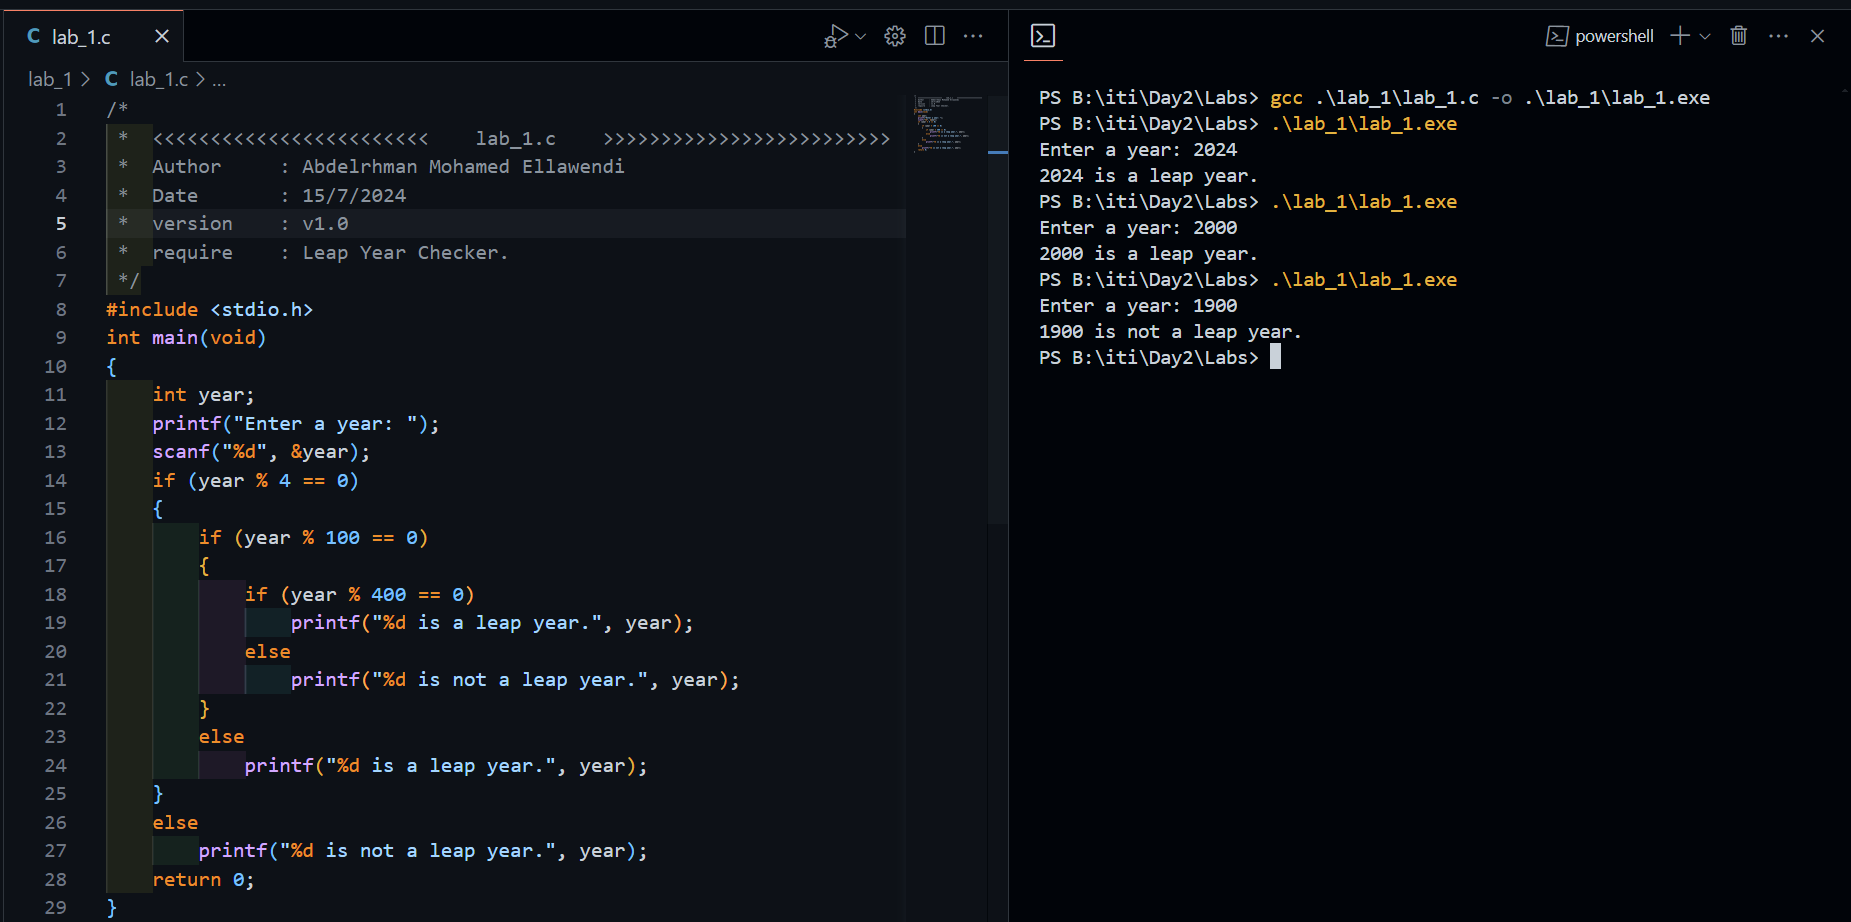 C lab_1.c
lab_1 > C lab_1.c > ...
1 /*
2  *  <<<<<<<<<<<<<<<<<<<<<<<<    lab_1.c    >>>>>>>>>>>>>>>>>>>>>>>>>
3  *  Author     : Abdelrhman Mohamed Ellawendi
4  *  Date       : 15/7/2024
5  *  version    : v1.0
6  *  require    : Leap Year Checker.
7  */
8 #include <stdio.h>
9 int main(void)
10 {
11     int year;
12     printf("Enter a year: ");
13     scanf("%d", &year);
14     if (year % 4 == 0)
15     {
16         if (year % 100 == 0)
17         {
18             if (year % 400 == 0)
19                 printf("%d is a leap year.", year);
20             else
21                 printf("%d is not a leap year.", year);
22         }
23         else
24             printf("%d is a leap year.", year);
25     }
26     else
27         printf("%d is not a leap year.", year);
28     return 0;
29 }
powershell
PS B:\iti\Day2\Labs> gcc .\lab_1\lab_1.c -o .\lab_1\lab_1.exe
PS B:\iti\Day2\Labs> .\lab_1\lab_1.exe
Enter a year: 2024
2024 is a leap year.
PS B:\iti\Day2\Labs> .\lab_1\lab_1.exe
Enter a year: 2000
2000 is a leap year.
PS B:\iti\Day2\Labs> .\lab_1\lab_1.exe
Enter a year: 1900
1900 is not a leap year.
PS B:\iti\Day2\Labs>